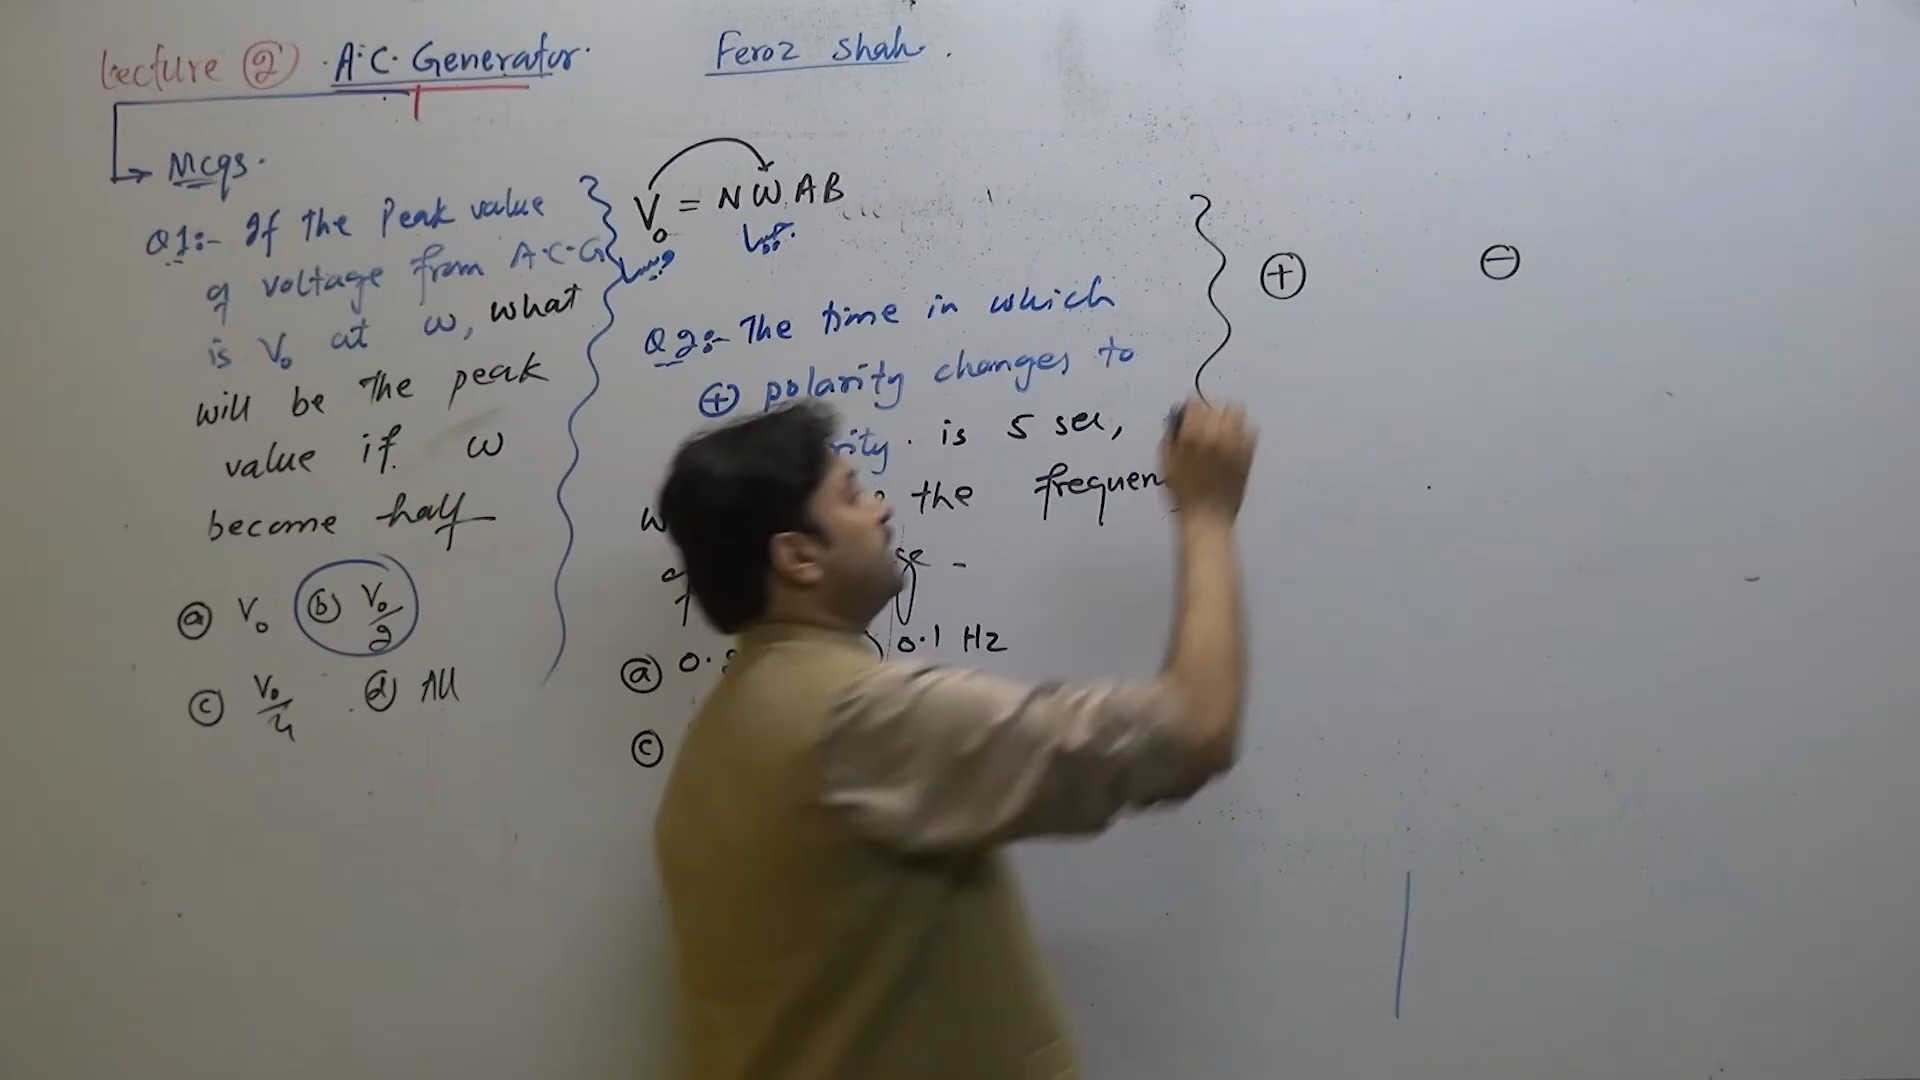 Lecture ② A.C. Generator. Feroz Shah.
→ Mcqs.
Q1:- If the Peak value
of voltage from A.C.G
is V₀ at ω, what
will be the peak
value if ω
become half
ⓐ V₀ ⓑ V₀/2
ⓒ V₀/4 ⓓ All
V₀ = NωAB
Q2:- The time in which
⊕ polarity changes to
is 5 sec,
the frequen
ⓐ 0. 0.1 Hz
ⓒ
⊕ ⊖